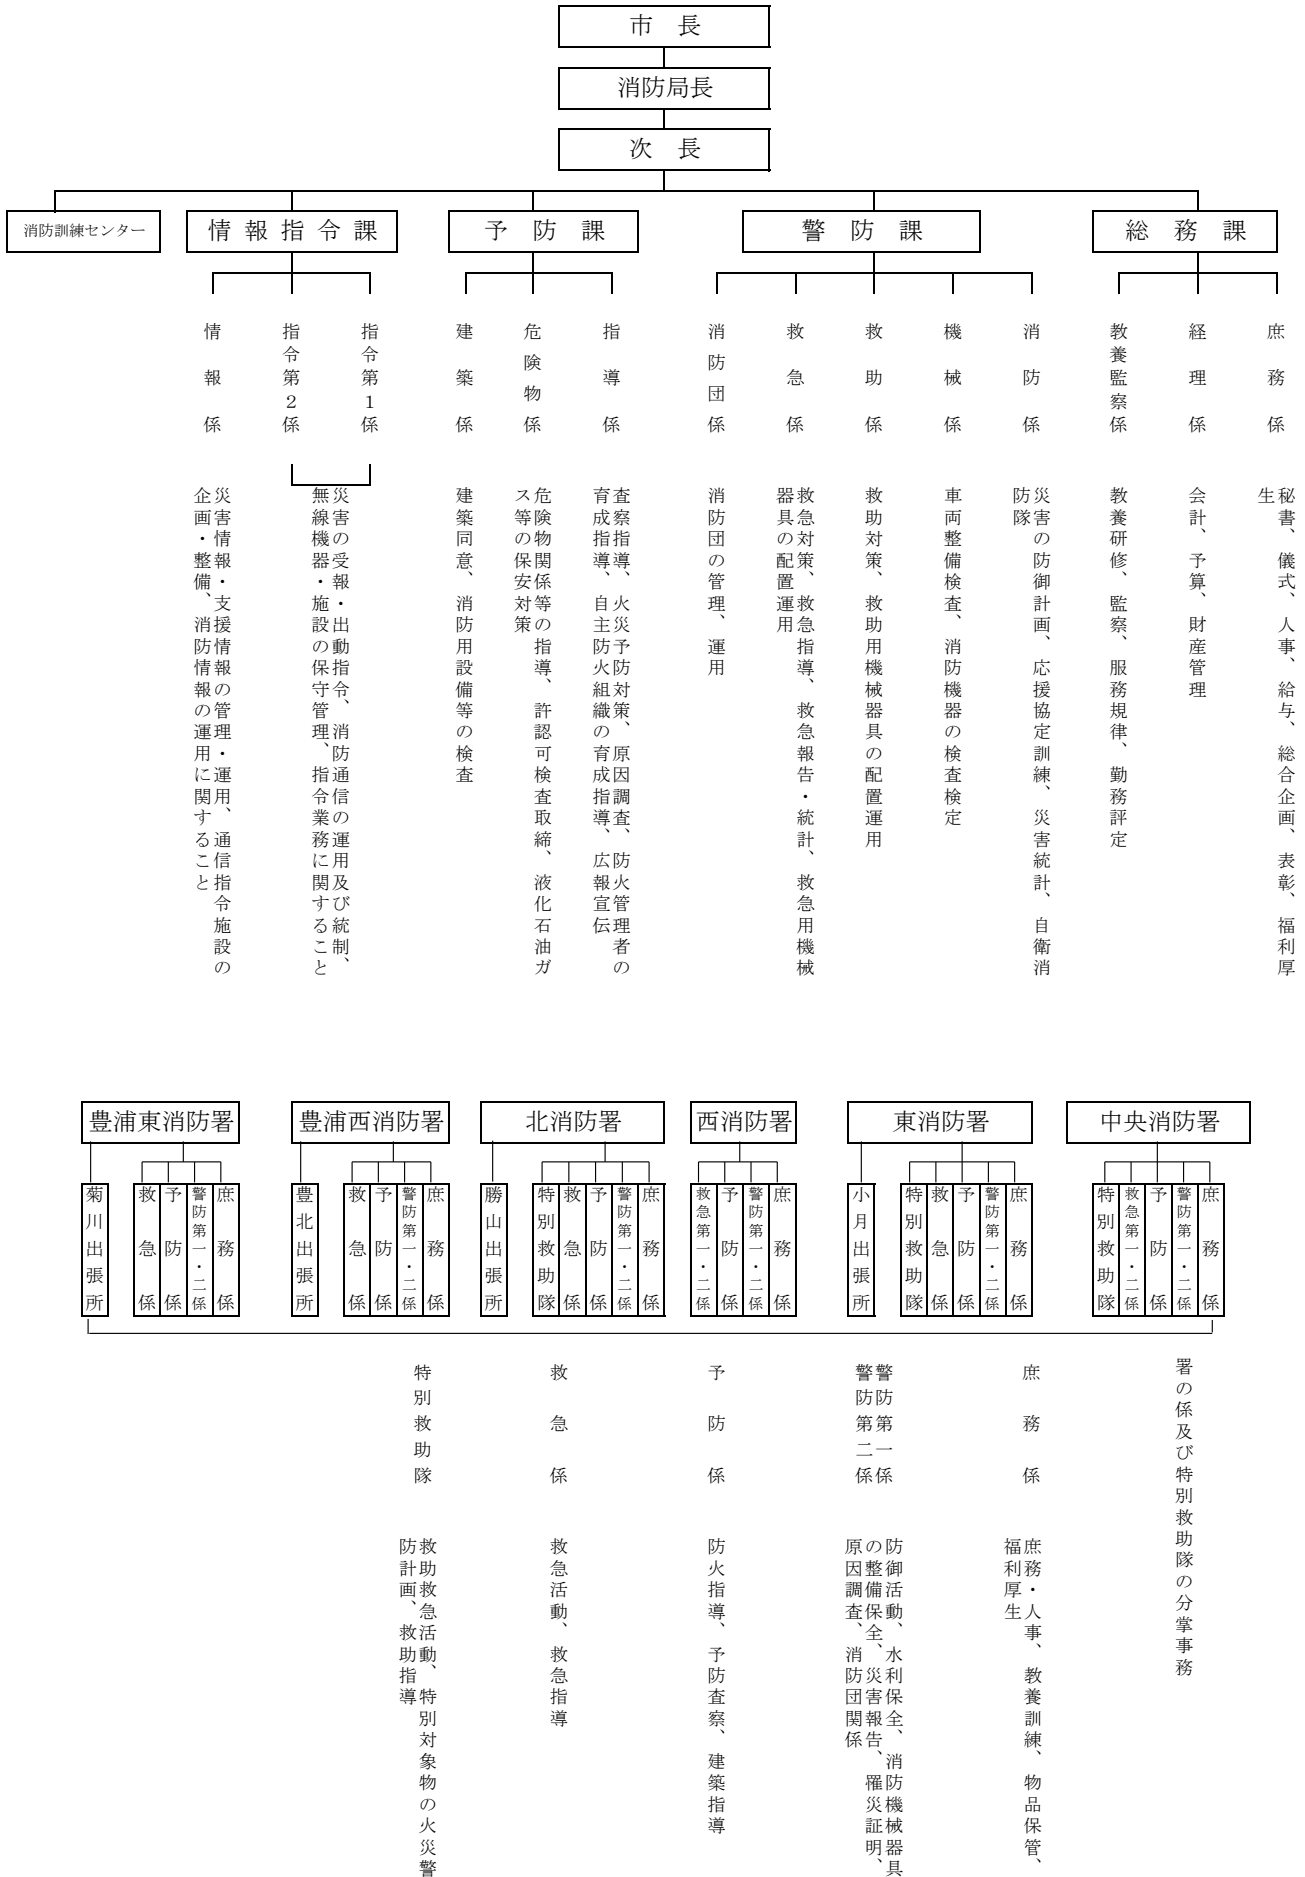 市長
消防局長
次長
総務課
警防課
予防課
情報指令課
消防訓練センター
庶務係
秘書、儀式、人事、給与、総合企画、表彰、福利厚
生
経理係
会計、予算、財産管理
教養監察係
教養研修、監察、服務規律、勤務評定
消防係
災害の防御計画、応援協定訓練、災害統計、自衛消
防隊
機械係
車両整備検査、消防機器の検査検定
救助係
救助対策、救助用機械器具の配置運用
救急係
救急対策、救急指導、救急報告・統計、救急用機械
器具の配置運用
消防団係
消防団の管理、運用
指導係
査察指導、火災予防対策、原因調査、防火管理者の
育成指導、自主防火組織の育成指導、広報宣伝
危険物係
危険物関係等の指導、許認可検査取締、液化石油ガ
ス等の保安対策
建築係
建築同意、消防用設備等の検査
指令第1係
指令第2係
災害の受報・出動指令、消防通信の運用及び統制、
無線機器・施設の保守管理、指令業務に関すること
情報係
災害情報・支援情報の管理・運用、通信指令施設の
企画・整備、消防情報の運用に関すること
中央消防署
庶務係
警防第一・二係
予防係
救急第一・二係
特別救助隊
東消防署
庶務係
警防第一・二係
予防係
救急係
特別救助隊
小月出張所
西消防署
庶務係
警防第一・二係
予防係
救急第一・二係
北消防署
庶務係
警防第一・二係
予防係
救急係
特別救助隊
勝山出張所
豊浦西消防署
庶務係
警防第一・二係
予防係
救急係
豊北出張所
豊浦東消防署
庶務係
警防第一・二係
予防係
救急係
菊川出張所
署の係及び特別救助隊の分掌事務
庶務係
庶務・人事、教養訓練、物品保管、
福利厚生
警防第一係
警防第二係
防御活動、水利保全、消防機械器具
の整備保全、災害報告、罹災証明、
原因調査、消防団関係
予防係
防火指導、予防査察、建築指導
救急係
救急活動、救急指導
特別救助隊
救助救急活動、特別対象物の火災警
防計画、救助指導